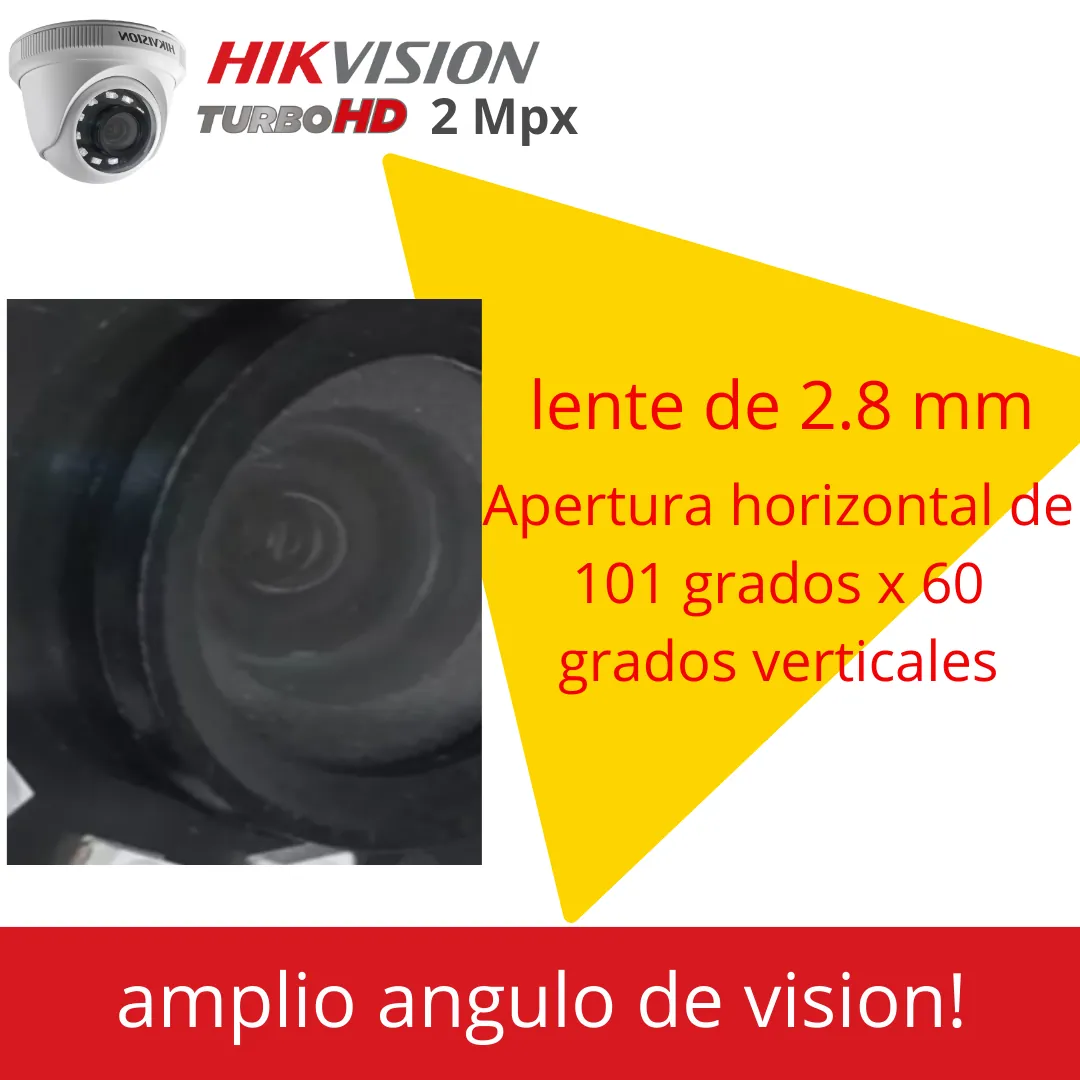 HIKVISION
HIKVISION
TURBOHD 2 Mpx
lente de 2.8 mm
Apertura horizontal de
101 grados x 60
grados verticales
amplio angulo de vision!